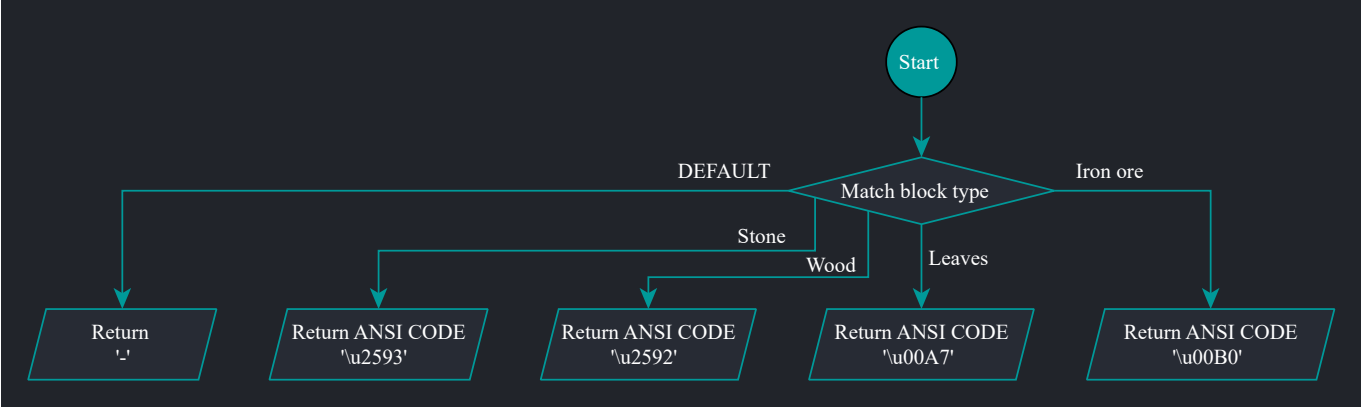 Start
DEFAULT
Match block type
Iron ore
Stone
Wood
Leaves
Return
'-'
Return ANSI CODE
'\u2593'
Return ANSI CODE
'\u2592'
Return ANSI CODE
'\u00A7'
Return ANSI CODE
'\u00B0'